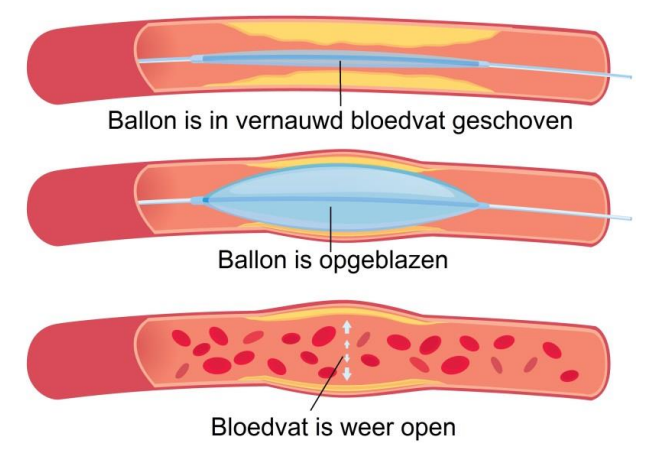 Ballon is in vernauwd bloedvat geschoven
Ballon is opgeblazen
Bloedvat is weer open